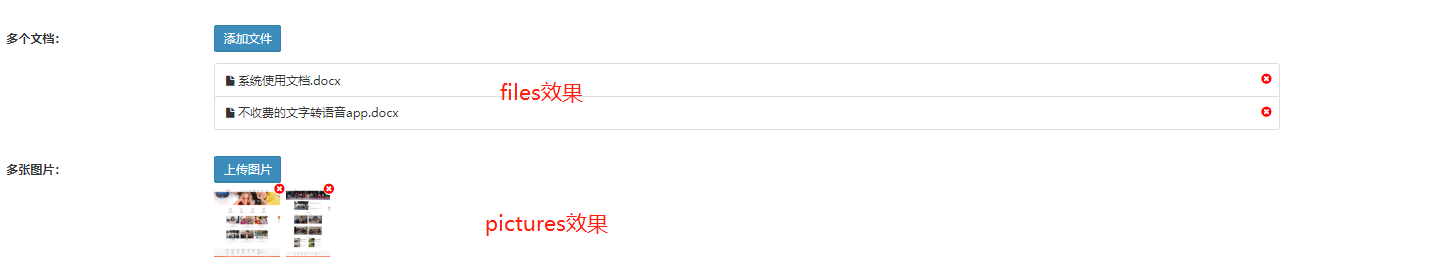 多个文档:
添加文件
系统使用文档.docx
files效果
不收费的文字转语音app.docx
多张图片:
上传图片
pictures效果